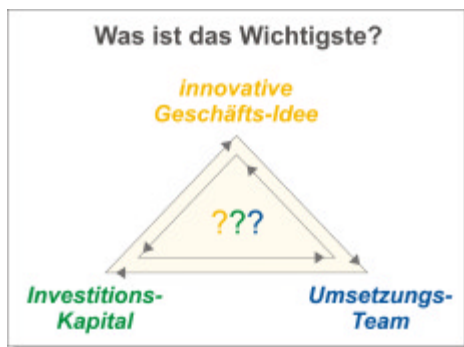 Was ist das Wichtigste?
innovative
Geschäfts-Idee
???
Investitions-
Kapital
Umsetzungs-
Team